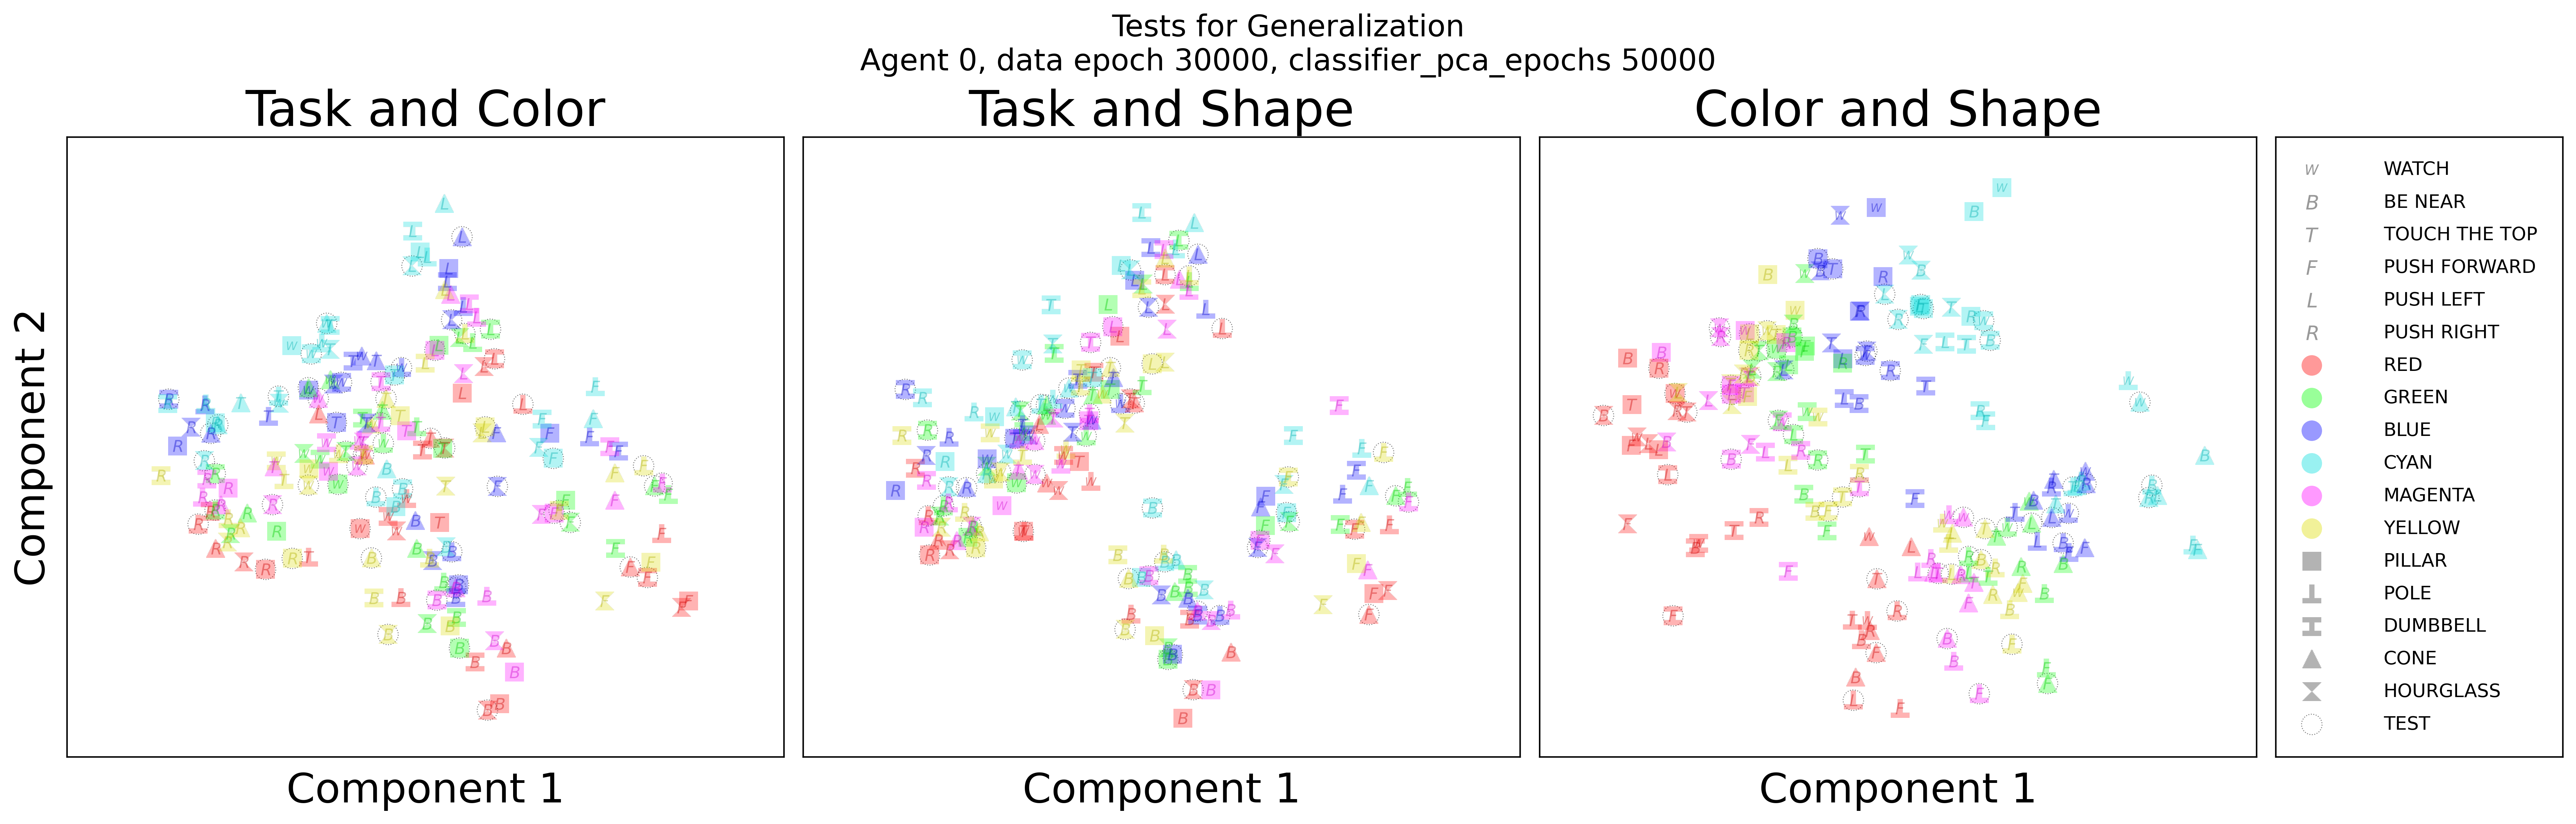 Tests for Generalization
Agent 0, data epoch 30000, classifier_pca_epochs 50000
Task and Color
Task and Shape
Color and Shape
Component 2
Component 1
Component 1
Component 1
W WATCH
B BE NEAR
T TOUCH THE TOP
F PUSH FORWARD
L PUSH LEFT
R PUSH RIGHT
RED
GREEN
BLUE
CYAN
MAGENTA
YELLOW
PILLAR
POLE
DUMBBELL
CONE
HOURGLASS
TEST